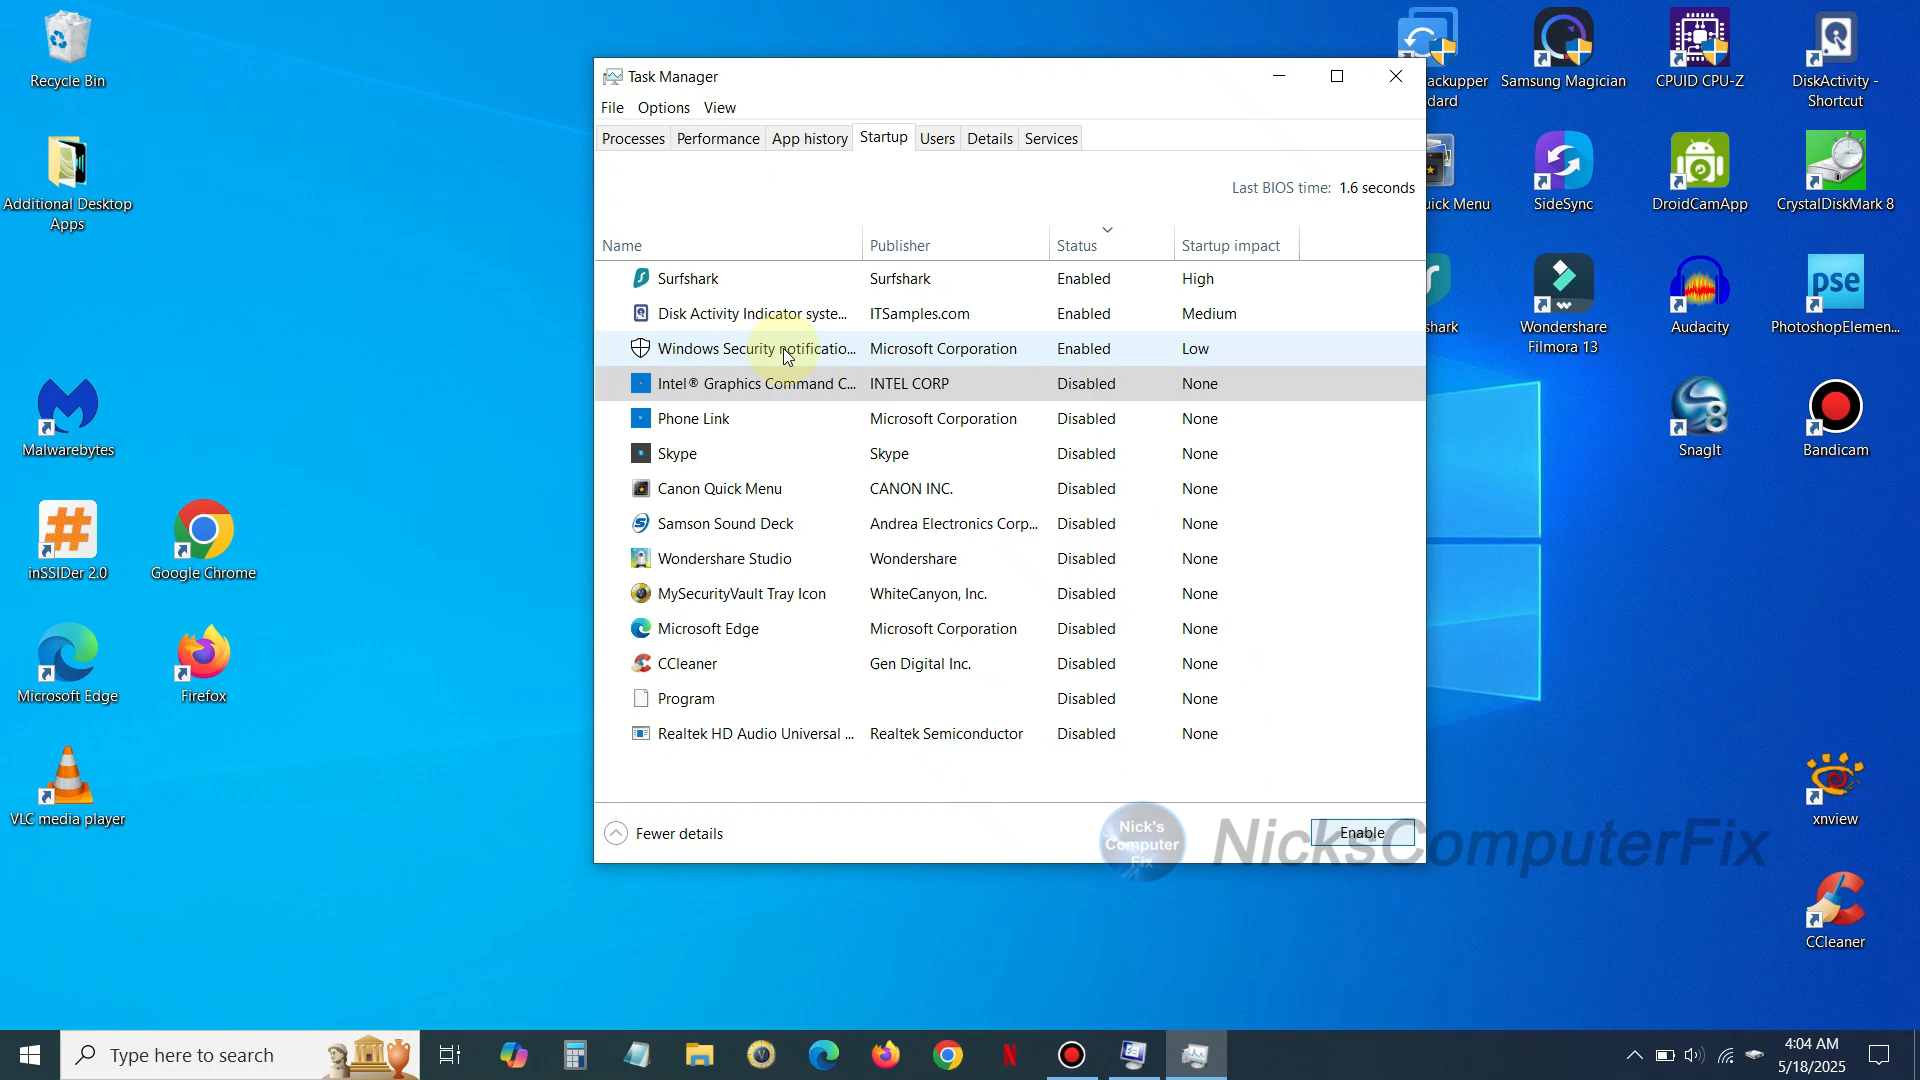 Recycle Bin
Additional Desktop
Apps
Malwarebytes
inSSIDer 2.0
Google Chrome
Microsoft Edge
Firefox
VLC media player
Task Manager
File Options View
Processes Performance App history Startup Users Details Services
Last BIOS time: 1.6 seconds
Name Publisher Status Startup impact
Surfshark Surfshark Enabled High
Disk Activity Indicator syste... ITSamples.com Enabled Medium
Windows Security notificatio... Microsoft Corporation Enabled Low
Intel® Graphics Command C... INTEL CORP Disabled None
Phone Link Microsoft Corporation Disabled None
Skype Skype Disabled None
Canon Quick Menu CANON INC. Disabled None
Samson Sound Deck Andrea Electronics Corp... Disabled None
Wondershare Studio Wondershare Disabled None
MySecurityVault Tray Icon WhiteCanyon, Inc. Disabled None
Microsoft Edge Microsoft Corporation Disabled None
CCleaner Gen Digital Inc. Disabled None
Program Disabled None
Realtek HD Audio Universal ... Realtek Semiconductor Disabled None
Fewer details
Enable
Nick's
Computer
Fix
NicksComputerFix
ackupper
dard
Samsung Magician
CPUID CPU-Z
DiskActivity -
Shortcut
uick Menu
SideSync
DroidCamApp
CrystalDiskMark 8
shark
Wondershare
Filmora 13
Audacity
pse
PhotoshopElemen...
SnagIt
Bandicam
xnview
CCleaner
Type here to search
4:04 AM
5/18/2025